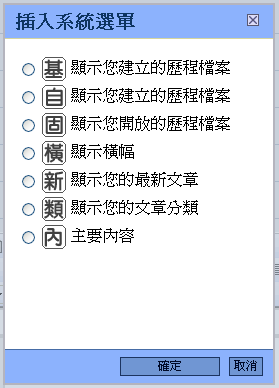 插入系統選單
基 顯示您建立的歷程檔案
自 顯示您建立的歷程檔案
固 顯示您開放的歷程檔案
橫 顯示橫幅
新 顯示您的最新文章
類 顯示您的文章分類
內 主要內容
確定 取消